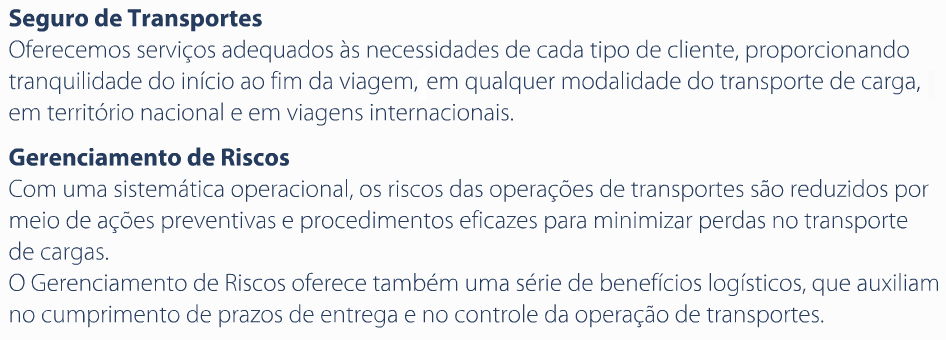 Seguro de Transportes
Oferecemos serviços adequados às necessidades de cada tipo de cliente, proporcionando
tranquilidade do início ao fim da viagem, em qualquer modalidade do transporte de carga,
em território nacional e em viagens internacionais.
Gerenciamento de Riscos
Com uma sistemática operacional, os riscos das operações de transportes são reduzidos por
meio de ações preventivas e procedimentos eficazes para minimizar perdas no transporte
de cargas.
O Gerenciamento de Riscos oferece também uma série de benefícios logísticos, que auxiliam
no cumprimento de prazos de entrega e no controle da operação de transportes.